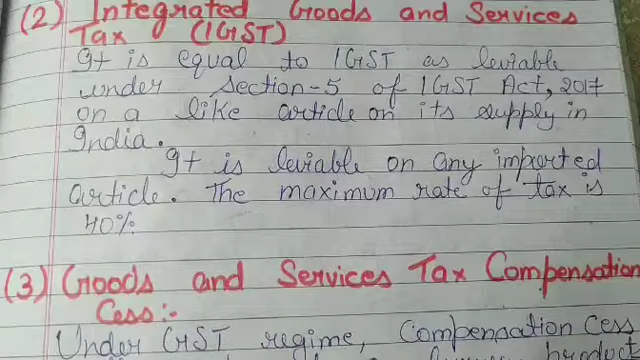 (2) Integrated Goods and Services
Tax (IGST)
It is equal to IGST as leviable
under Section-5 of IGST Act, 2017
on a like article on its supply in
India.
It is leviable on any imported
article. The maximum rate of tax is
40%
(3) Goods and Services Tax Compensation
Cess:-
Under GST regime, Compensation Cess
product